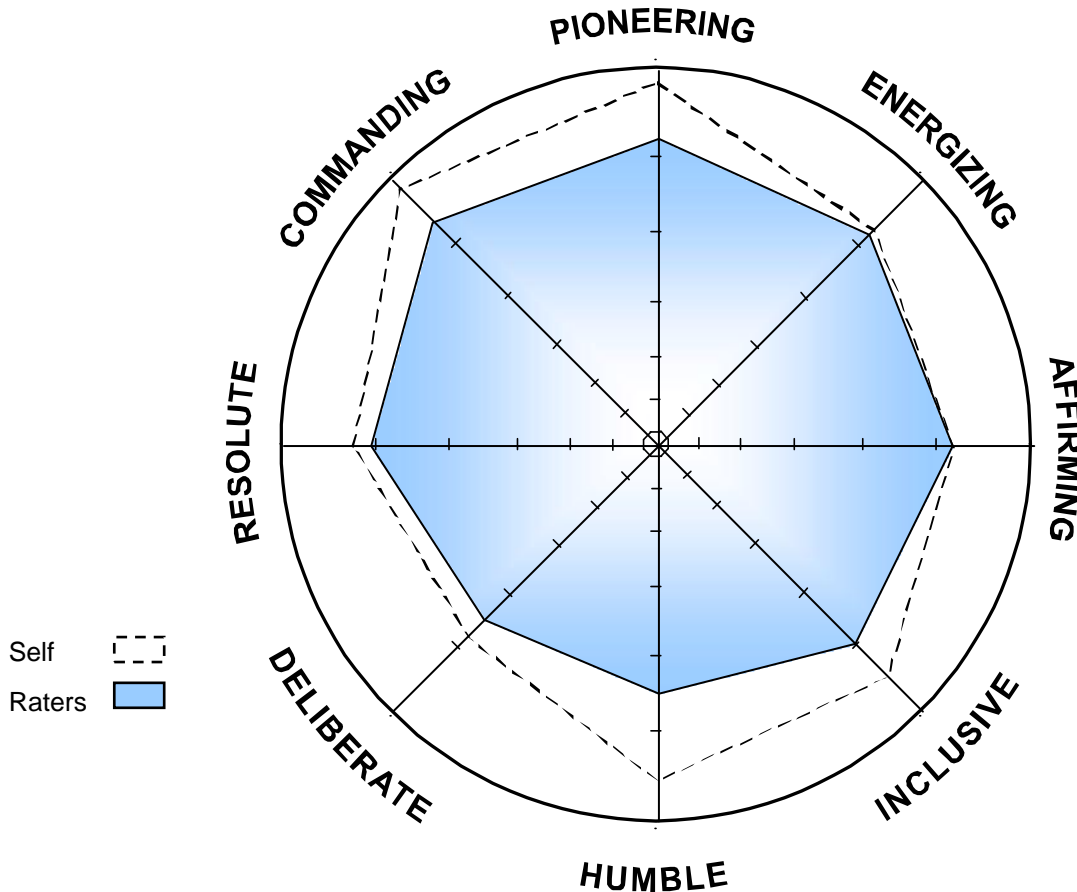 PIONEERING
ENERGIZING
AFFIRMING
INCLUSIVE
HUMBLE
DELIBERATE
RESOLUTE
COMMANDING
Self
Raters